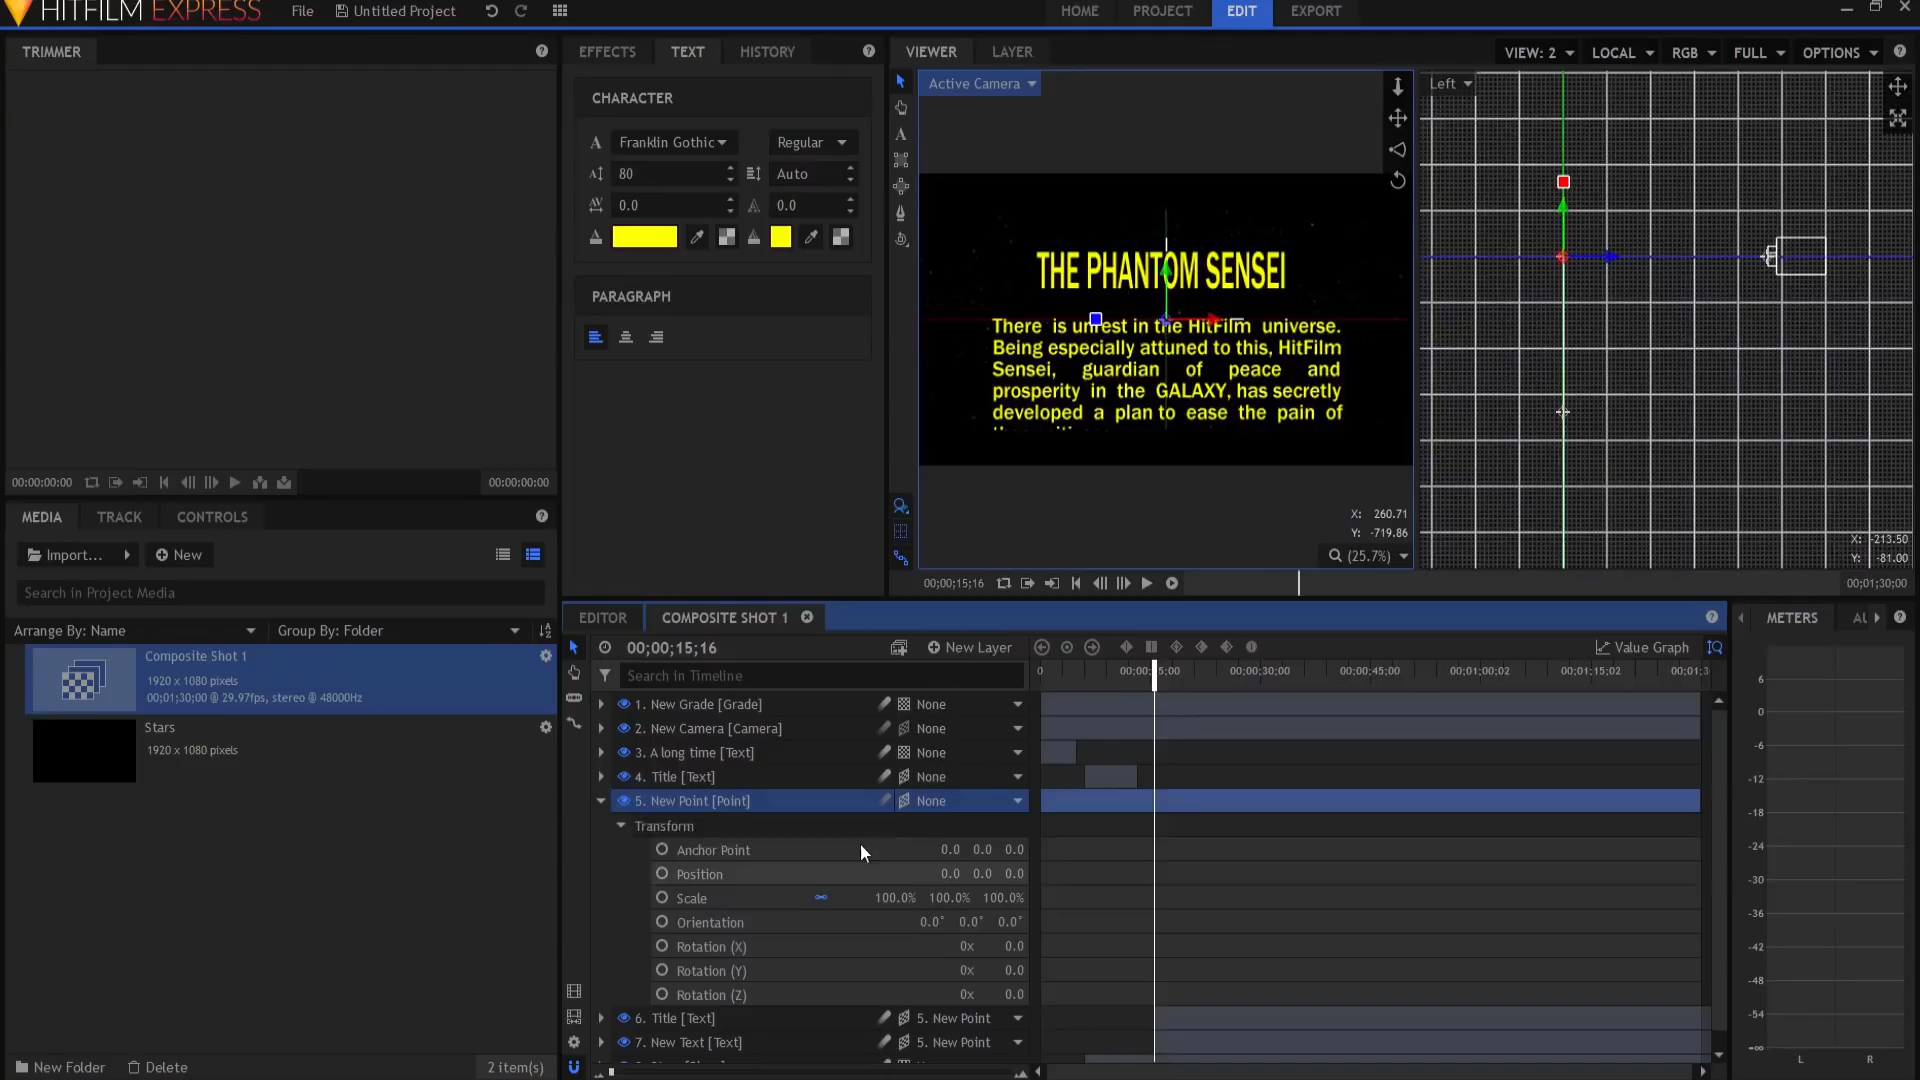 HITFILM EXPRESS
File
Untitled Project
HOME
PROJECT
EDIT
EXPORT
TRIMMER
EFFECTS
TEXT
HISTORY
VIEWER
LAYER
VIEW: 2
LOCAL
RGB
FULL
OPTIONS
Active Camera
Left
CHARACTER
Franklin Gothic
Regular
80
Auto
0.0
0.0
PARAGRAPH
THE PHANTOM SENSEI
There is unrest in the HitFilm universe.
Being especially attuned to this, HitFilm
Sensei, guardian of peace and
prosperity in the GALAXY, has secretly
developed a plan to ease the pain of
X: 260.71
Y: -719.86
(25.7%)
X: -213.50
Y: -81.00
00:00:00:00
00:00:00:00
00;00;15;16
00;01;30;00
MEDIA
TRACK
CONTROLS
Import...
New
Search in Project Media
Arrange By: Name
Group By: Folder
Composite Shot 1
1920 x 1080 pixels
00;01;30;00 @ 29.97fps, stereo @ 48000Hz
Stars
1920 x 1080 pixels
New Folder
Delete
2 item(s)
EDITOR
COMPOSITE SHOT 1
00;00;15;16
New Layer
Value Graph
Search in Timeline
0
00;00;30;00
00;00;45;00
00;01;00;02
00;01;15;02
1. New Grade [Grade]
None
2. New Camera [Camera]
None
3. A long time [Text]
None
4. Title [Text]
None
5. New Point [Point]
None
Transform
Anchor Point
0.0 0.0 0.0
Position
0.0 0.0 0.0
Scale
100.0% 100.0% 100.0%
Orientation
0.0° 0.0° 0.0°
Rotation (X)
0x 0.0
Rotation (Y)
0x 0.0
Rotation (Z)
0x 0.0
6. Title [Text]
5. New Point
7. New Text [Text]
5. New Point
METERS
6
0
-6
-12
-18
-24
-30
-36
-42
-48
-54
-∞
L
R